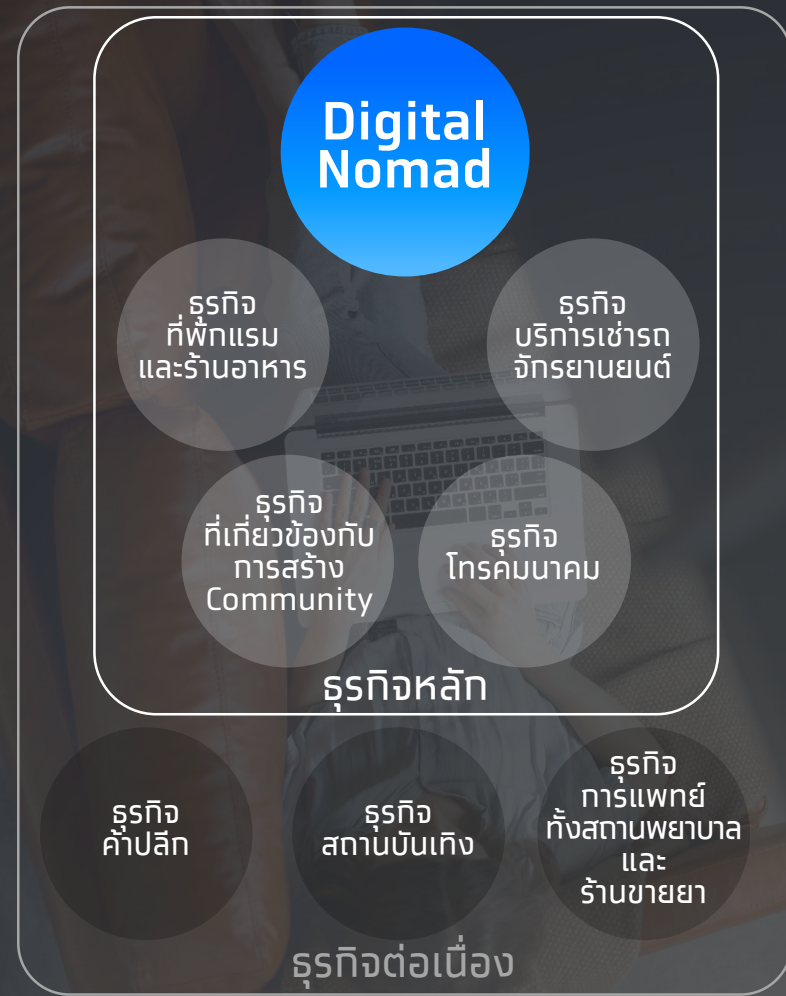 Digital
Nomad
ธุรกิจ
ที่พักแรม
และร้านอาหาร
ธุรกิจ
บริการเช่ารถ
จักรยานยนต์
ธุรกิจ
ที่เกี่ยวข้องกับ
การสร้าง
Community
ธุรกิจ
โทรคมนาคม
ธุรกิจหลัก
ธุรกิจ
ค้าปลีก
ธุรกิจ
สถานบันเทิง
ธุรกิจ
การแพทย์
ทั้งสถานพยาบาล
และ
ร้านขายยา
ธุรกิจต่อเนื่อง